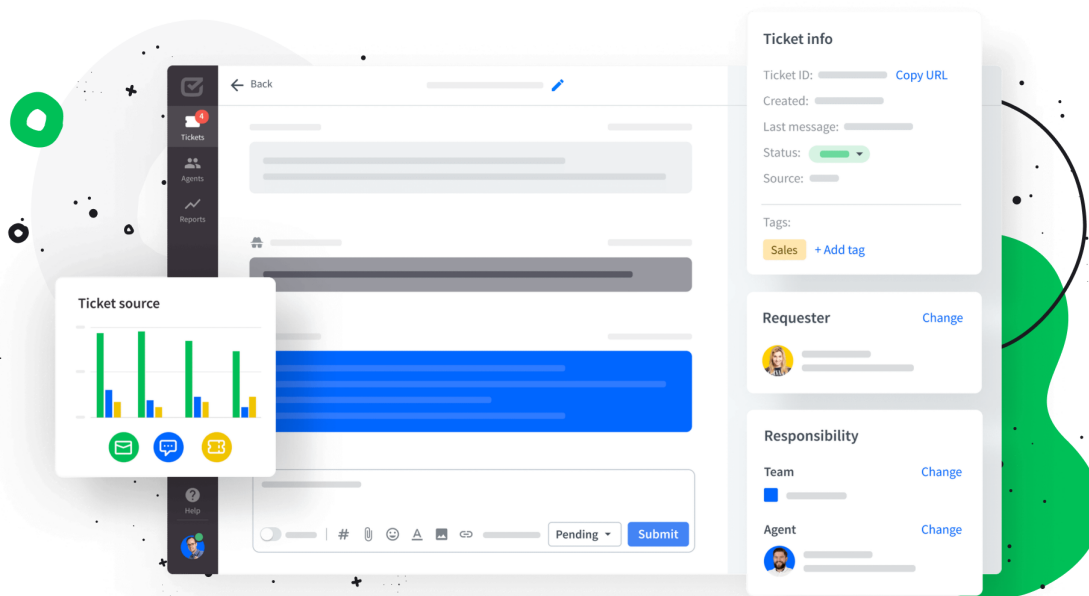 Back
4
Tickets
Agents
Reports
Ticket source
Help
Pending
Submit
Ticket info
Ticket ID: Copy URL
Created:
Last message:
Status:
Source:
Tags:
Sales + Add tag
Requester Change
Responsibility
Team Change
Agent Change